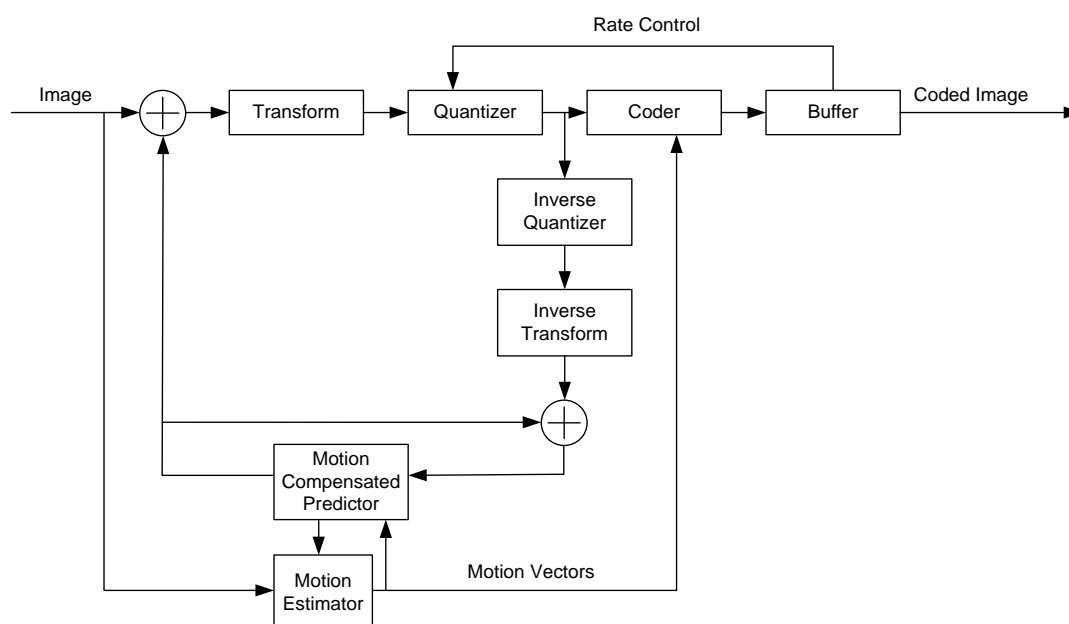 Rate Control
Image
Transform
Quantizer
Coder
Buffer
Coded Image
Inverse
Quantizer
Inverse
Transform
Motion
Compensated
Predictor
Motion
Estimator
Motion Vectors